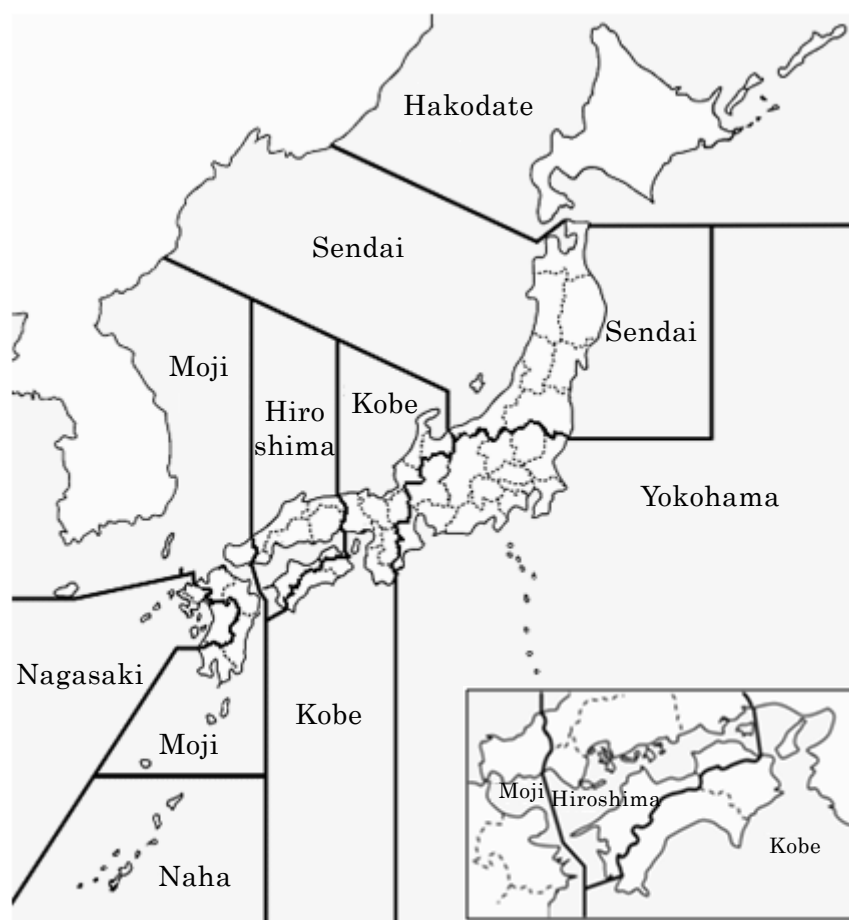 Hakodate
Sendai
Sendai
Moji
Hiro
shima
Kobe
Yokohama
Nagasaki
Kobe
Moji
Naha
Moji
Hiroshima
Kobe